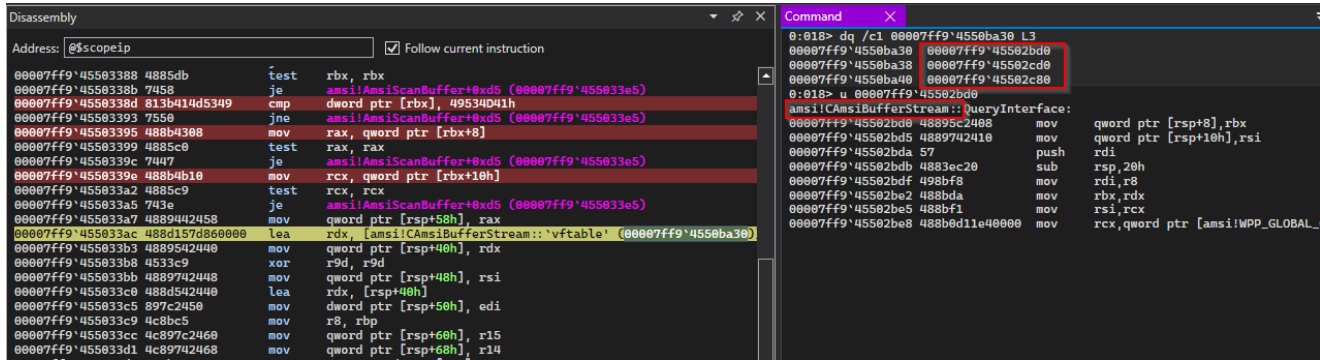 Disassembly
Address: @$scopeip
Follow current instruction
00007ff9`45503388 4885db test rbx, rbx
00007ff9`4550338b 7458 je amsi!AmsiScanBuffer+0xd5 (00007ff9`455033e5)
00007ff9`4550338d 813b414d5349 cmp dword ptr [rbx], 49534D41h
00007ff9`45503393 7550 jne amsi!AmsiScanBuffer+0xd5 (00007ff9`455033e5)
00007ff9`45503395 488b4308 mov rax, qword ptr [rbx+8]
00007ff9`45503399 4885c0 test rax, rax
00007ff9`4550339c 7447 je amsi!AmsiScanBuffer+0xd5 (00007ff9`455033e5)
00007ff9`4550339e 488b4b10 mov rcx, qword ptr [rbx+10h]
00007ff9`455033a2 4885c9 test rcx, rcx
00007ff9`455033a5 743e je amsi!AmsiScanBuffer+0xd5 (00007ff9`455033e5)
00007ff9`455033a7 4889442458 mov qword ptr [rsp+58h], rax
00007ff9`455033ac 488d157d860000 lea rdx, [amsi!CAmsiBufferStream::`vftable' (00007ff9`4550ba30)]
00007ff9`455033b3 4889542440 mov qword ptr [rsp+40h], rdx
00007ff9`455033b8 4533c9 xor r9d, r9d
00007ff9`455033bb 4889742448 mov qword ptr [rsp+48h], rsi
00007ff9`455033c0 488d542440 lea rdx, [rsp+40h]
00007ff9`455033c5 897c2450 mov dword ptr [rsp+50h], edi
00007ff9`455033c9 4c8bc5 mov r8, rbp
00007ff9`455033cc 4c897c2460 mov qword ptr [rsp+60h], r15
00007ff9`455033d1 4c89742468 mov qword ptr [rsp+68h], r14
Command
0:018> dq /c1 00007ff9`4550ba30 L3
00007ff9`4550ba30 00007ff9`45502bd0
00007ff9`4550ba38 00007ff9`45502cd0
00007ff9`4550ba40 00007ff9`45502c80
0:018> u 00007ff9`45502bd0
amsi!CAmsiBufferStream::QueryInterface:
00007ff9`45502bd0 48895c2408 mov qword ptr [rsp+8],rbx
00007ff9`45502bd5 4889742410 mov qword ptr [rsp+10h],rsi
00007ff9`45502bda 57 push rdi
00007ff9`45502bdb 4883ec20 sub rsp,20h
00007ff9`45502bdf 498bf8 mov rdi,r8
00007ff9`45502be2 488bda mov rbx,rdx
00007ff9`45502be5 488bf1 mov rsi,rcx
00007ff9`45502be8 488b0d11e40000 mov rcx,qword ptr [amsi!WPP_GLOBAL_